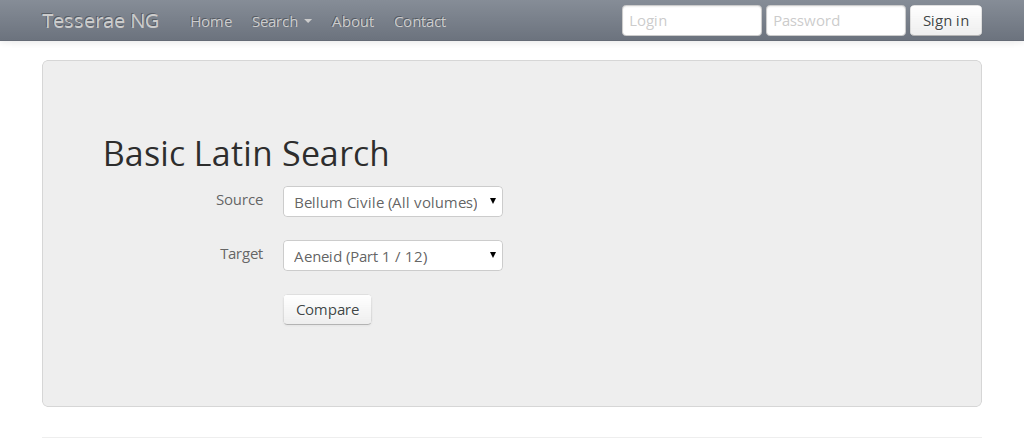 Tesserae NG Home Search About Contact Login Password Sign in
Basic Latin Search
Source Bellum Civile (All volumes)
Target Aeneid (Part 1 / 12)
Compare